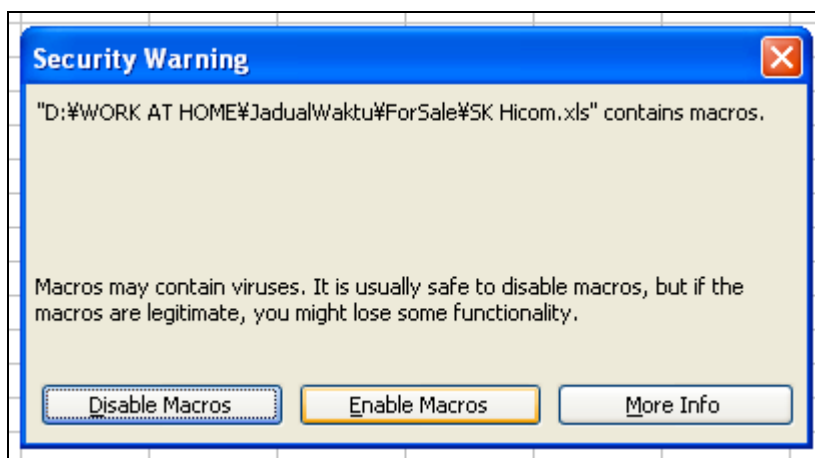 Security Warning
"D:¥WORK AT HOME¥JadualWaktu¥ForSale¥SK Hicom.xls" contains macros.
Macros may contain viruses. It is usually safe to disable macros, but if the
macros are legitimate, you might lose some functionality.
Disable Macros Enable Macros More Info